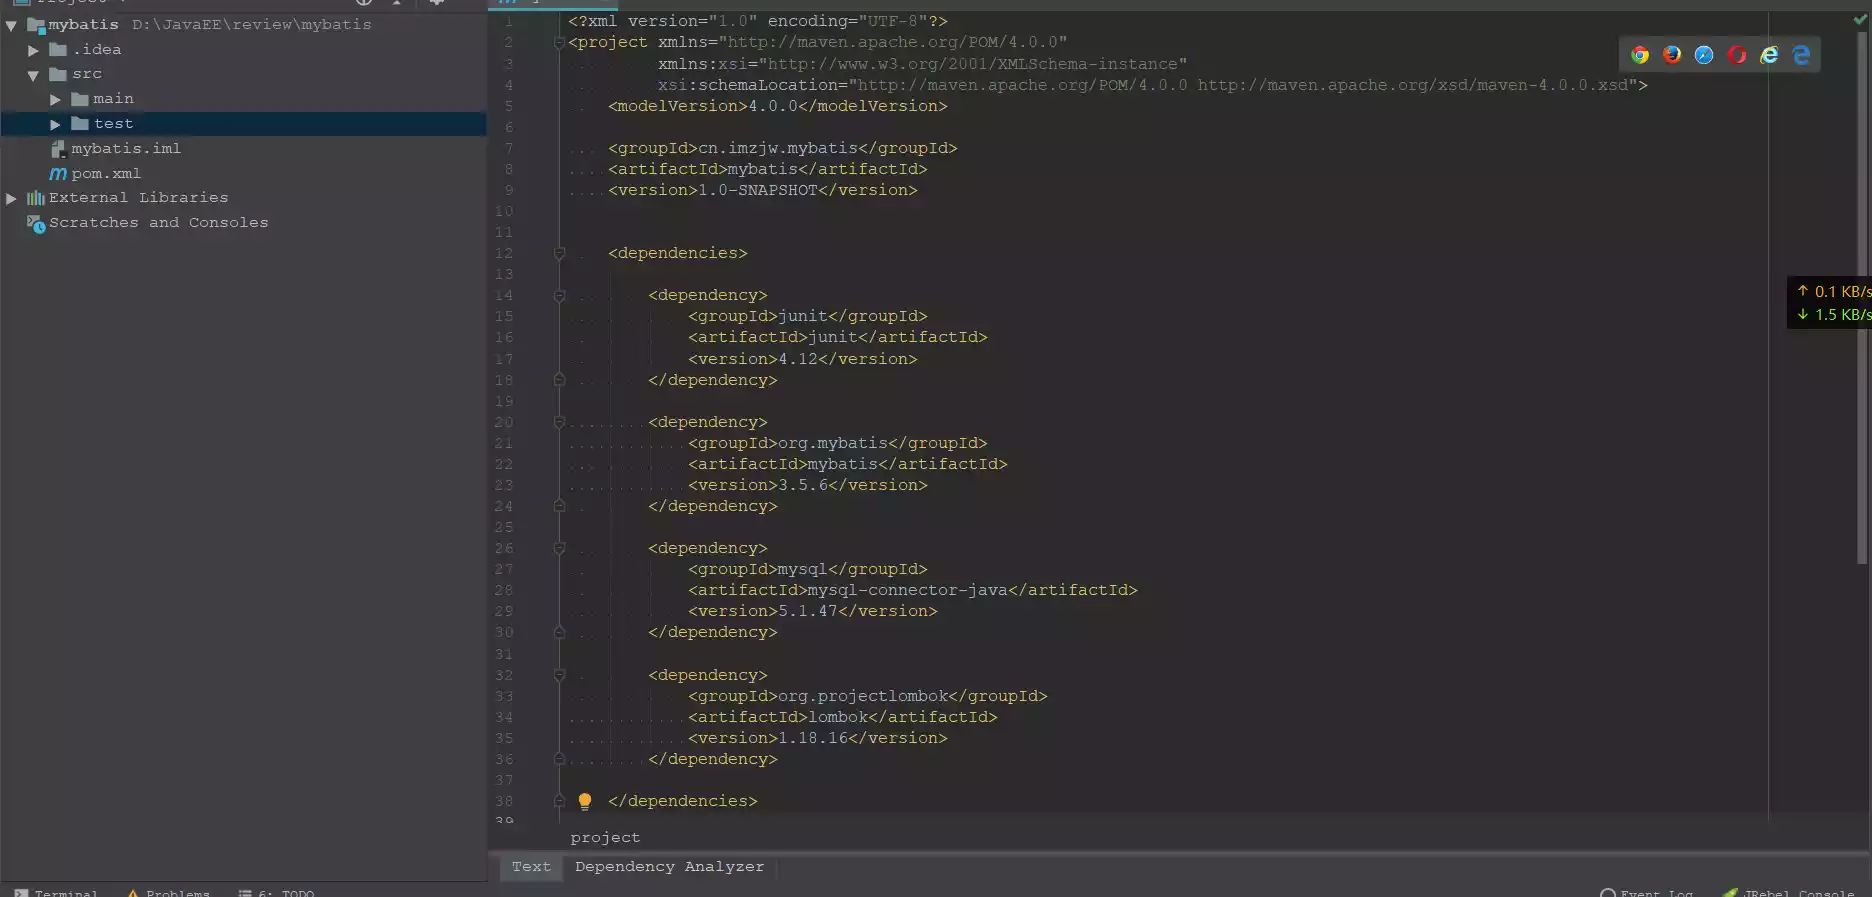 mybatis D:\JavaEE\review\mybatis
.idea
src
main
test
mybatis.iml
pom.xml
External Libraries
Scratches and Consoles
1 <?xml version="1.0" encoding="UTF-8"?>
2 <project xmlns="http://maven.apache.org/POM/4.0.0"
3 xmlns:xsi="http://www.w3.org/2001/XMLSchema-instance"
4 xsi:schemaLocation="http://maven.apache.org/POM/4.0.0 http://maven.apache.org/xsd/maven-4.0.0.xsd">
5 <modelVersion>4.0.0</modelVersion>
6
7 <groupId>cn.imzjw.mybatis</groupId>
8 <artifactId>mybatis</artifactId>
9 <version>1.0-SNAPSHOT</version>
10
11
12 <dependencies>
13
14 <dependency>
15 <groupId>junit</groupId>
16 <artifactId>junit</artifactId>
17 <version>4.12</version>
18 </dependency>
19
20 <dependency>
21 <groupId>org.mybatis</groupId>
22 <artifactId>mybatis</artifactId>
23 <version>3.5.6</version>
24 </dependency>
25
26 <dependency>
27 <groupId>mysql</groupId>
28 <artifactId>mysql-connector-java</artifactId>
29 <version>5.1.47</version>
30 </dependency>
31
32 <dependency>
33 <groupId>org.projectlombok</groupId>
34 <artifactId>lombok</artifactId>
35 <version>1.18.16</version>
36 </dependency>
37
38 </dependencies>
39
↑ 0.1 KB/s
↓ 1.5 KB/s
project
Text Dependency Analyzer
Terminal Problems 6: TODO Event Log JRebel Console